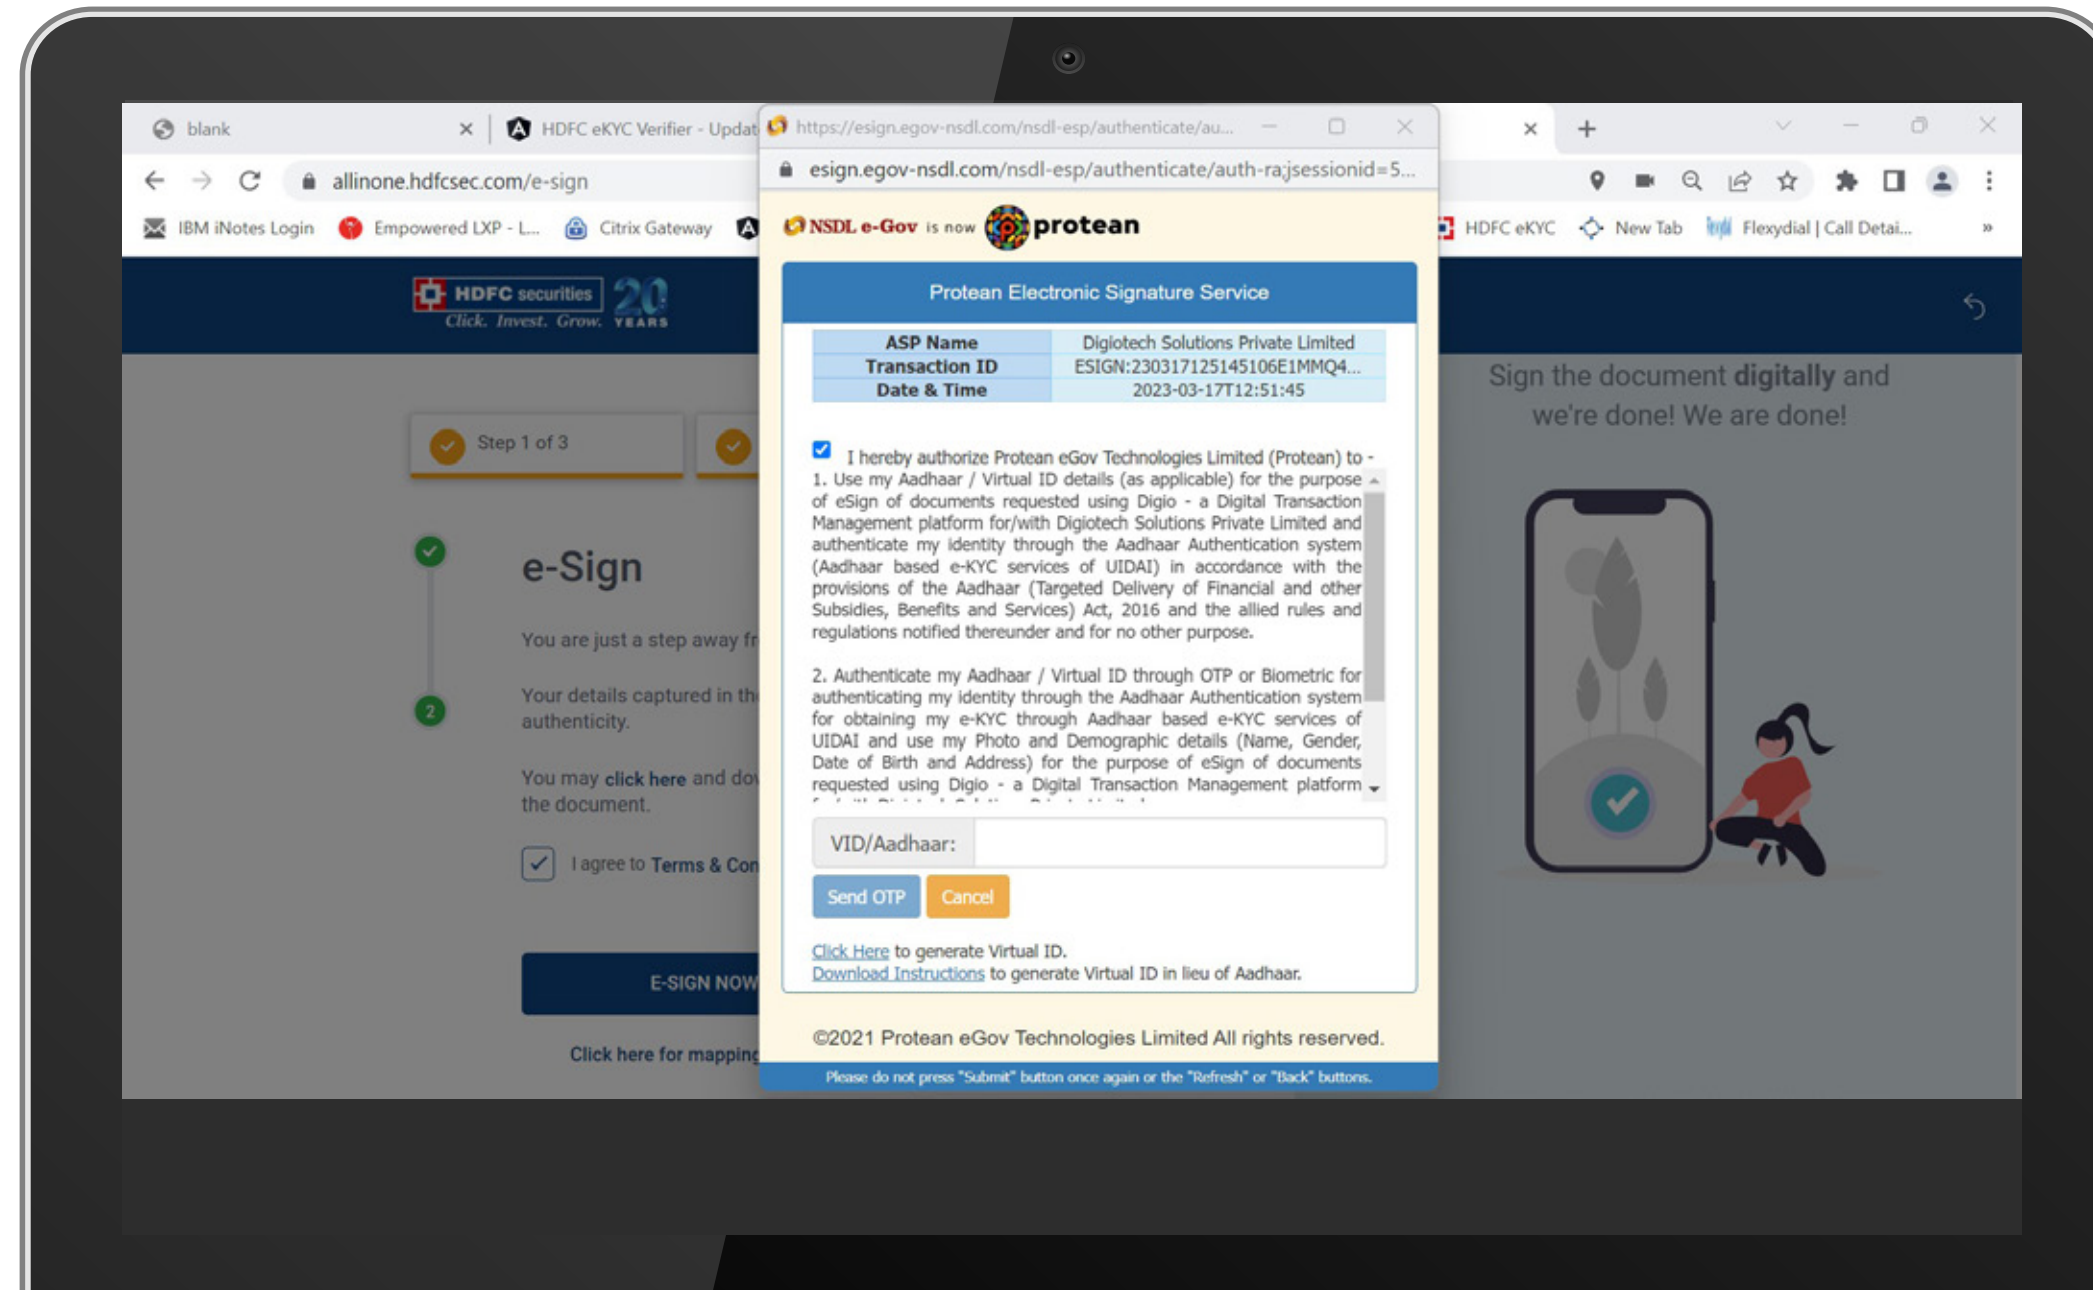 blank
HDFC eKYC Verifier - Updat
https://esign.egov-nsdl.com/nsdl-esp/authenticate/au...
allinone.hdfcsec.com/e-sign
esign.egov-nsdl.com/nsdl-esp/authenticate/auth-ra;jsessionid=5...
IBM iNotes Login
Empowered LXP - L...
Citrix Gateway
HDFC eKYC
New Tab
Flexydial | Call Detai...
»
NSDL e-Gov is now protean
HDFC securities
Click. Invest. Grow.
20
YEARS
Protean Electronic Signature Service
ASP Name Digiotech Solutions Private Limited
Transaction ID ESIGN:230317125145106E1MMQ4...
Date & Time 2023-03-17T12:51:45
Sign the document digitally and
we're done! We are done!
Step 1 of 3
e-Sign
You are just a step away fr
Your details captured in the
authenticity.
2
You may click here and dov
the document.
I agree to Terms & Con
E-SIGN NOW
Click here for mapping
I hereby authorize Protean eGov Technologies Limited (Protean) to -
1. Use my Aadhaar / Virtual ID details (as applicable) for the purpose
of eSign of documents requested using Digio - a Digital Transaction
Management platform for/with Digiotech Solutions Private Limited and
authenticate my identity through the Aadhaar Authentication system
(Aadhaar based e-KYC services of UIDAI) in accordance with the
provisions of the Aadhaar (Targeted Delivery of Financial and other
Subsidies, Benefits and Services) Act, 2016 and the allied rules and
regulations notified thereunder and for no other purpose.
2. Authenticate my Aadhaar / Virtual ID through OTP or Biometric for
authenticating my identity through the Aadhaar Authentication system
for obtaining my e-KYC through Aadhaar based e-KYC services of
UIDAI and use my Photo and Demographic details (Name, Gender,
Date of Birth and Address) for the purpose of eSign of documents
requested using Digio - a Digital Transaction Management platform
VID/Aadhaar:
Send OTP
Cancel
Click Here to generate Virtual ID.
Download Instructions to generate Virtual ID in lieu of Aadhaar.
©2021 Protean eGov Technologies Limited All rights reserved.
Please do not press "Submit" button once again or the "Refresh" or "Back" buttons.